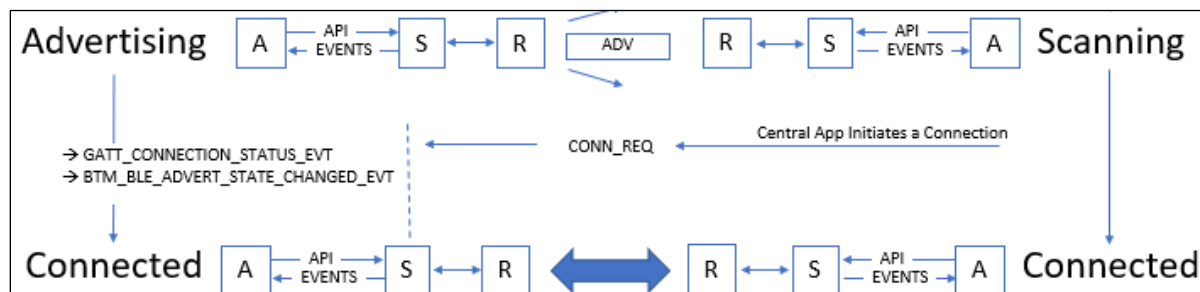 Advertising A API EVENTS S R ADV R S API EVENTS A Scanning
Central App Initiates a Connection
CONN_REQ
→ GATT_CONNECTION_STATUS_EVT
→ BTM_BLE_ADVERT_STATE_CHANGED_EVT
Connected A API EVENTS S R R S API EVENTS A Connected